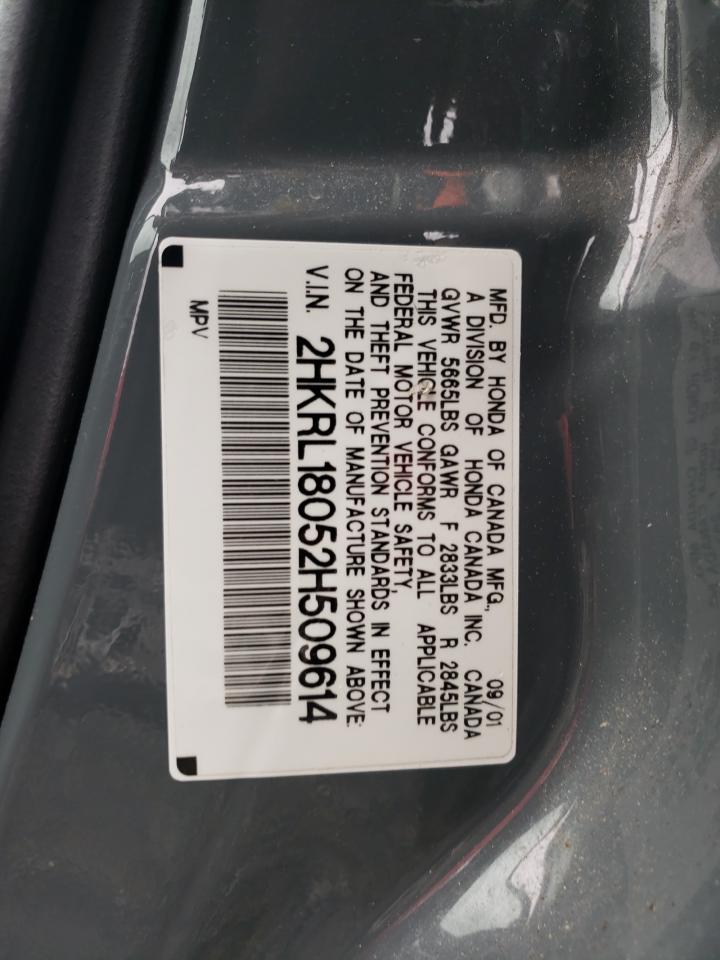 MFD. BY HONDA OF CANADA MFG., 09/01
A DIVISION OF HONDA CANADA INC. CANADA
GVWR 5665LBS GAWR F 2833LBS R 2845LBS
THIS VEHICLE CONFORMS TO ALL APPLICABLE
FEDERAL MOTOR VEHICLE SAFETY,
AND THEFT PREVENTION STANDARDS IN EFFECT
ON THE DATE OF MANUFACTURE SHOWN ABOVE.
V.I.N. 2HKRL18052H509614
MPV